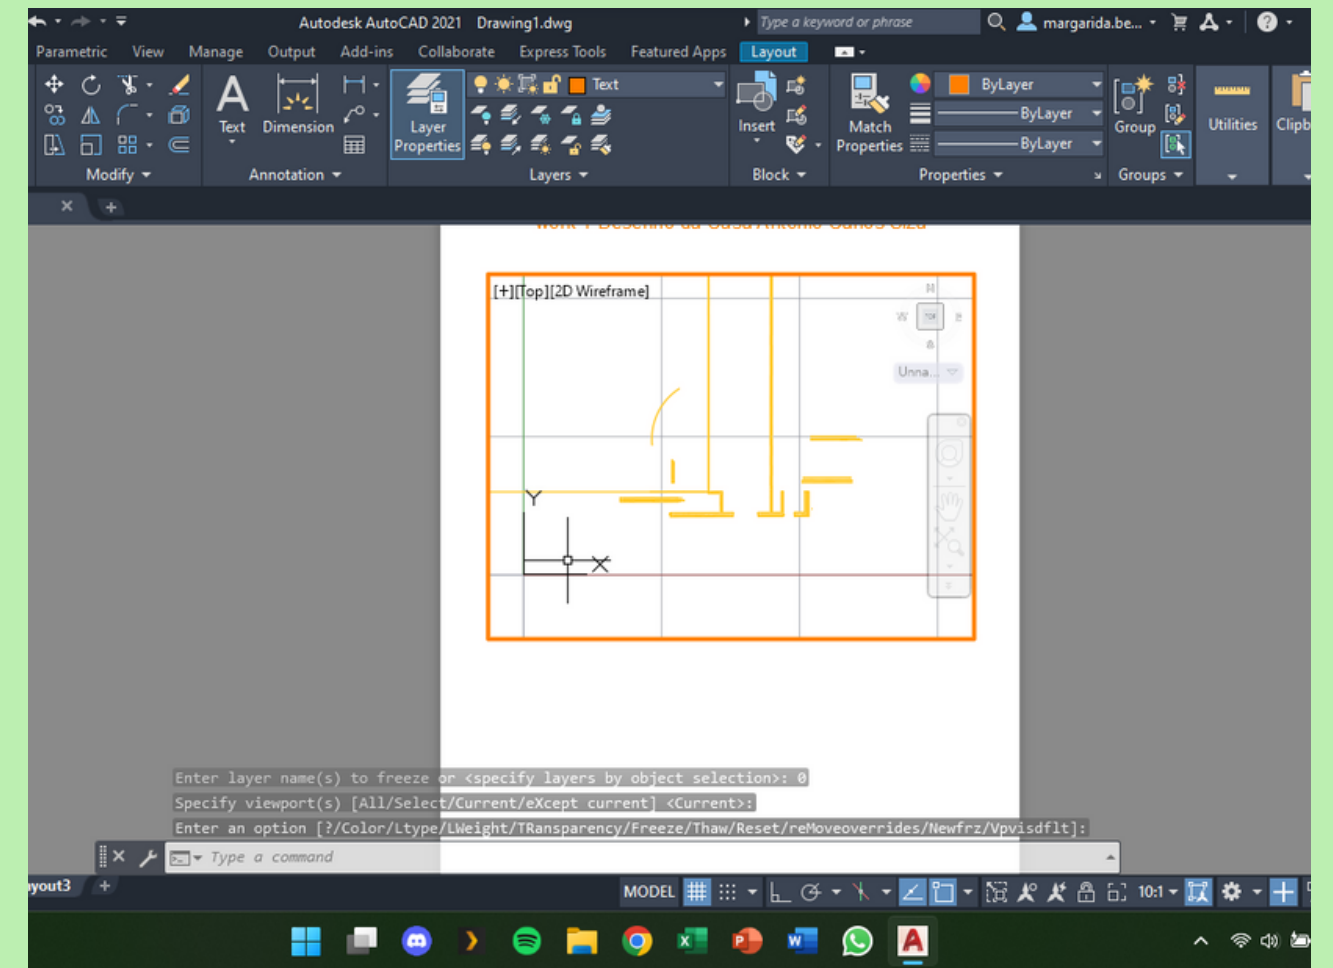 Autodesk AutoCAD 2021 Drawing1.dwg
Type a keyword or phrase
margarida.be...
Parametric View Manage Output Add-ins Collaborate Express Tools Featured Apps Layout
Text
ByLayer
Text Dimension
Layer
Properties
Insert
Match
Properties
ByLayer
ByLayer
Group
Utilities
Clipb
Modify
Annotation
Layers
Block
Properties
Groups
[+][Top][2D Wireframe]
N
W
TOP
E
Unna...
Y
X
Enter layer name(s) to freeze or <specify layers by object selection>: 0
Specify viewport(s) [All/Select/Current/eXcept current] <Current>:
Enter an option [?/Color/Ltype/LWeight/TRansparency/Freeze/Thaw/Reset/reMoveoverrides/Newfrz/Vpvisdflt]:
Type a command
yout3
MODEL
10:1